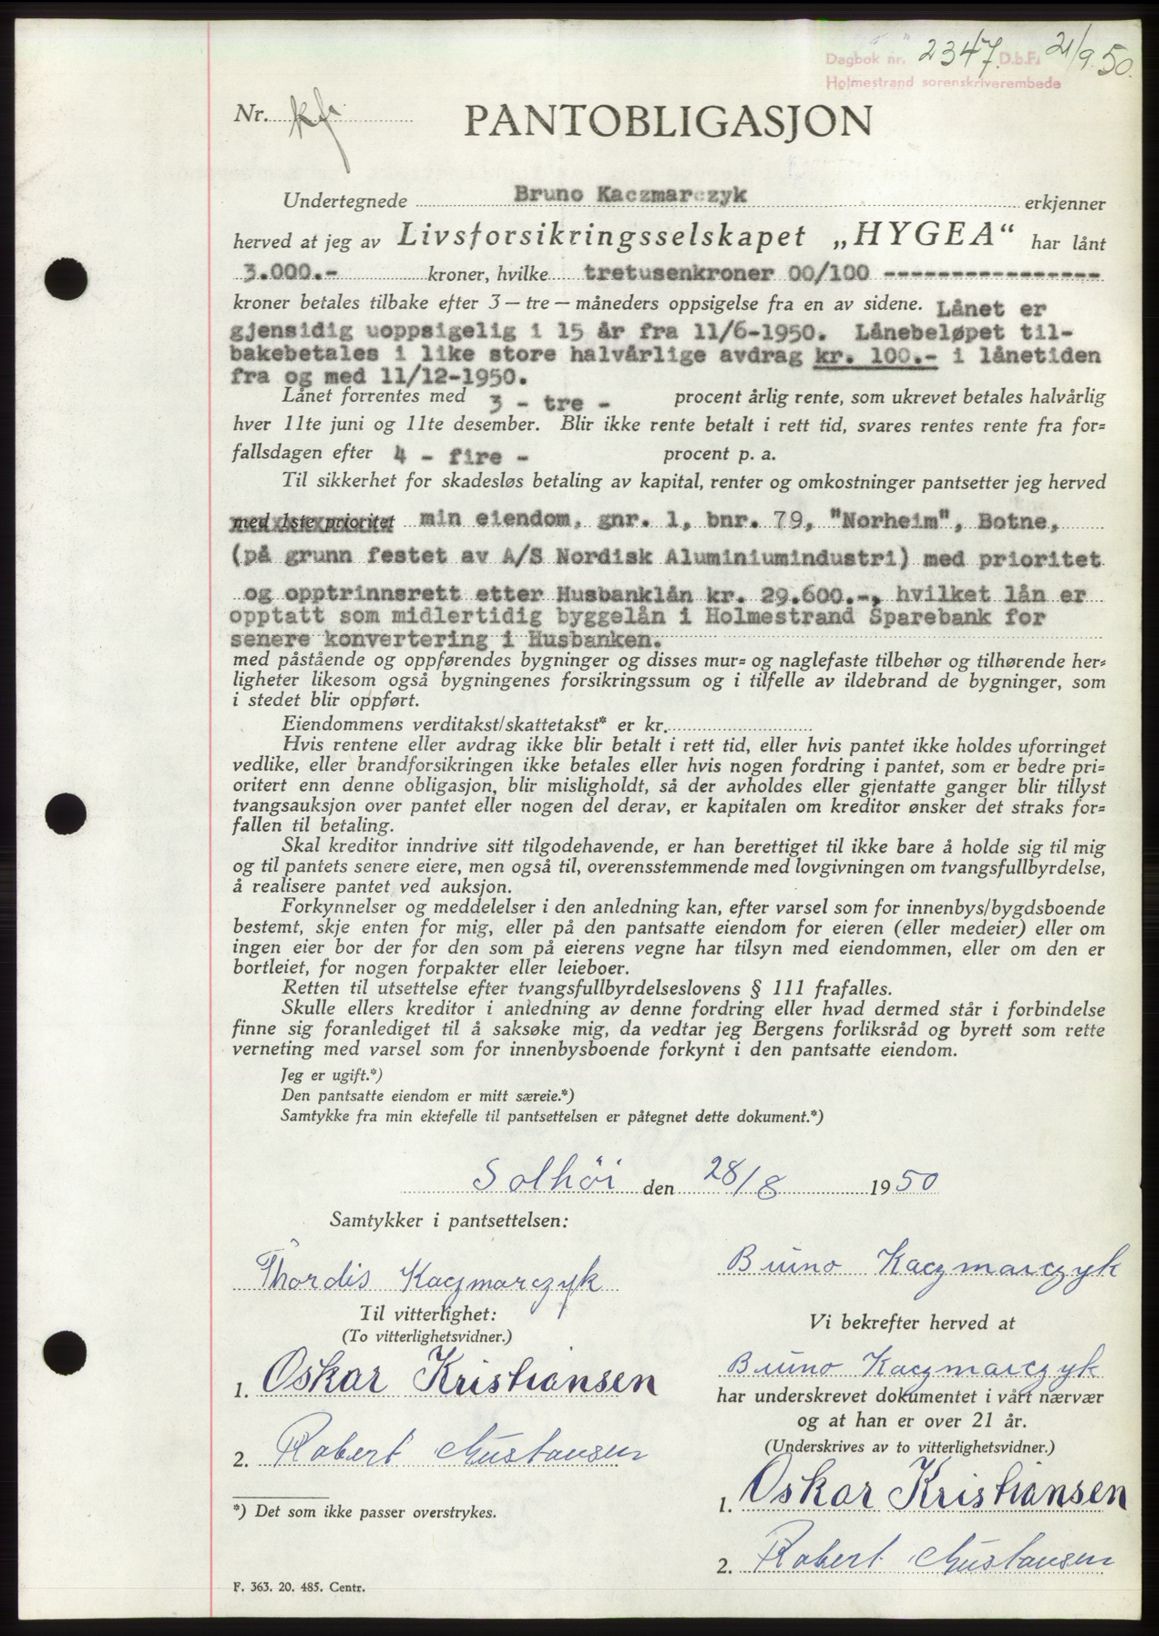 Dagbok nr. 2347. D.b.F. 21/9.50.
Holmestrand sorenskriverembede
Nr.
PANTOBLIGASJON
Undertegnede Bruno Kaczmarczyk erkjenner
herved at jeg av Livsforsikringsselskapet „HYGEA“ har lånt
3.000.- kroner, hvilke tretusenkroner 00/100 -----------------
kroner betales tilbake efter 3 — tre — måneders oppsigelse fra en av sidene. Lånet er
gjensidig uoppsigelig i 15 år fra 11/6-1950. Lånebeløpet til-
bakebetales i like store halvårlige avdrag kr. 100.- i lånetiden
fra og med 11/12-1950.
Lånet forrentes med 3 - tre - procent årlig rente, som ukrevet betales halvårlig
hver 11te juni og 11te desember. Blir ikke rente betalt i rett tid, svares rentes rente fra for=
fallsdagen efter 4 - fire - procent p. a.
Til sikkerhet for skadesløs betaling av kapital, renter og omkostninger pantsetter jeg herved
med 1ste prioritet min eiendom, gnr. 1, bnr. 79, "Norheim", Botne,
(på grunn festet av A/S Nordisk Aluminiumindustri) med prioritet
og opptrinnsrett etter Husbanklån kr. 29.600.-, hvilket lån er
opptatt som midlertidig byggelån i Holmestrand Sparebank for
senere konvertering i Husbanken.
med påstående og oppførendes bygninger og disses mur= og naglefaste tilbehør og tilhørende her=
ligheter likesom også bygningenes forsikringssum og i tilfelle av ildebrand de bygninger, som
i stedet blir oppført.
Eiendommens verditakst/skattetakst* er kr.
Hvis rentene eller avdrag ikke blir betalt i rett tid, eller hvis pantet ikke holdes uforringet
vedlike, eller brandforsikringen ikke betales eller hvis nogen fordring i pantet, som er bedre pri=
oritert enn denne obligasjon, blir misligholdt, så der avholdes eller gjentatte ganger blir tillyst
tvangsauksjon over pantet eller nogen del derav, er kapitalen om kreditor ønsker det straks for=
fallen til betaling.
Skal kreditor inndrive sitt tilgodehavende, er han berettiget til ikke bare å holde sig til mig
og til pantets senere eiere, men også til, overensstemmende med lovgivningen om tvangsfullbyrdelse,
å realisere pantet ved auksjon.
Forkynnelser og meddelelser i den anledning kan, efter varsel som for innenbys/bygdsboende
bestemt, skje enten for mig, eller på den pantsatte eiendom for eieren (eller medeier) eller om
ingen eier bor der for den som på eierens vegne har tilsyn med eiendommen, eller om den er
bortleiet, for nogen forpakter eller leieboer.
Retten til utsettelse efter tvangsfullbyrdelseslovens § 111 frafalles.
Skulle ellers kreditor i anledning av denne fordring eller hvad dermed står i forbindelse
finne sig foranlediget til å saksøke mig, da vedtar jeg Bergens forliksråd og byrett som rette
verneting med varsel som for innenbysboende forkynt i den pantsatte eiendom.
Jeg er ugift.*)
Den pantsatte eiendom er mitt særeie.*)
Samtykke fra min ektefelle til pantsettelsen er påtegnet dette dokument.*)
Solhöi den 28/8 1950
Samtykker i pantsettelsen:
Thordis Kaczmarczyk
Bruno Kaczmarczyk
Til vitterlighet:
(To vitterlighetsvidner.)
Vi bekrefter herved at
Bruno Kaczmarczyk
1. Oskar Kristiansen
har underskrevet dokumentet i vårt nærvær
og at han er over 21 år.
(Underskrives av to vitterlighetsvidner.)
2. Robert
1. Oskar Kristiansen
*) Det som ikke passer overstrykes.
2. Robert
F. 363. 20. 485. Centr.